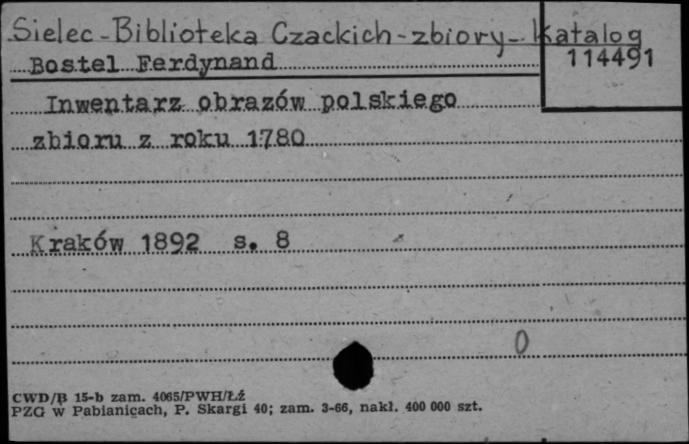 Sielec-Biblioteka Czackich-zbiory-Katalog
Bostel Ferdynand
114491
Inwentarz obrazów polskiego
zbioru z roku 1780
Kraków 1892 s. 8
0
CWD/B 15-b zam. 4065/PWH/Łź
PZG w Pabianicach, P. Skargi 40; zam. 3-66, nakł. 400 000 szt.